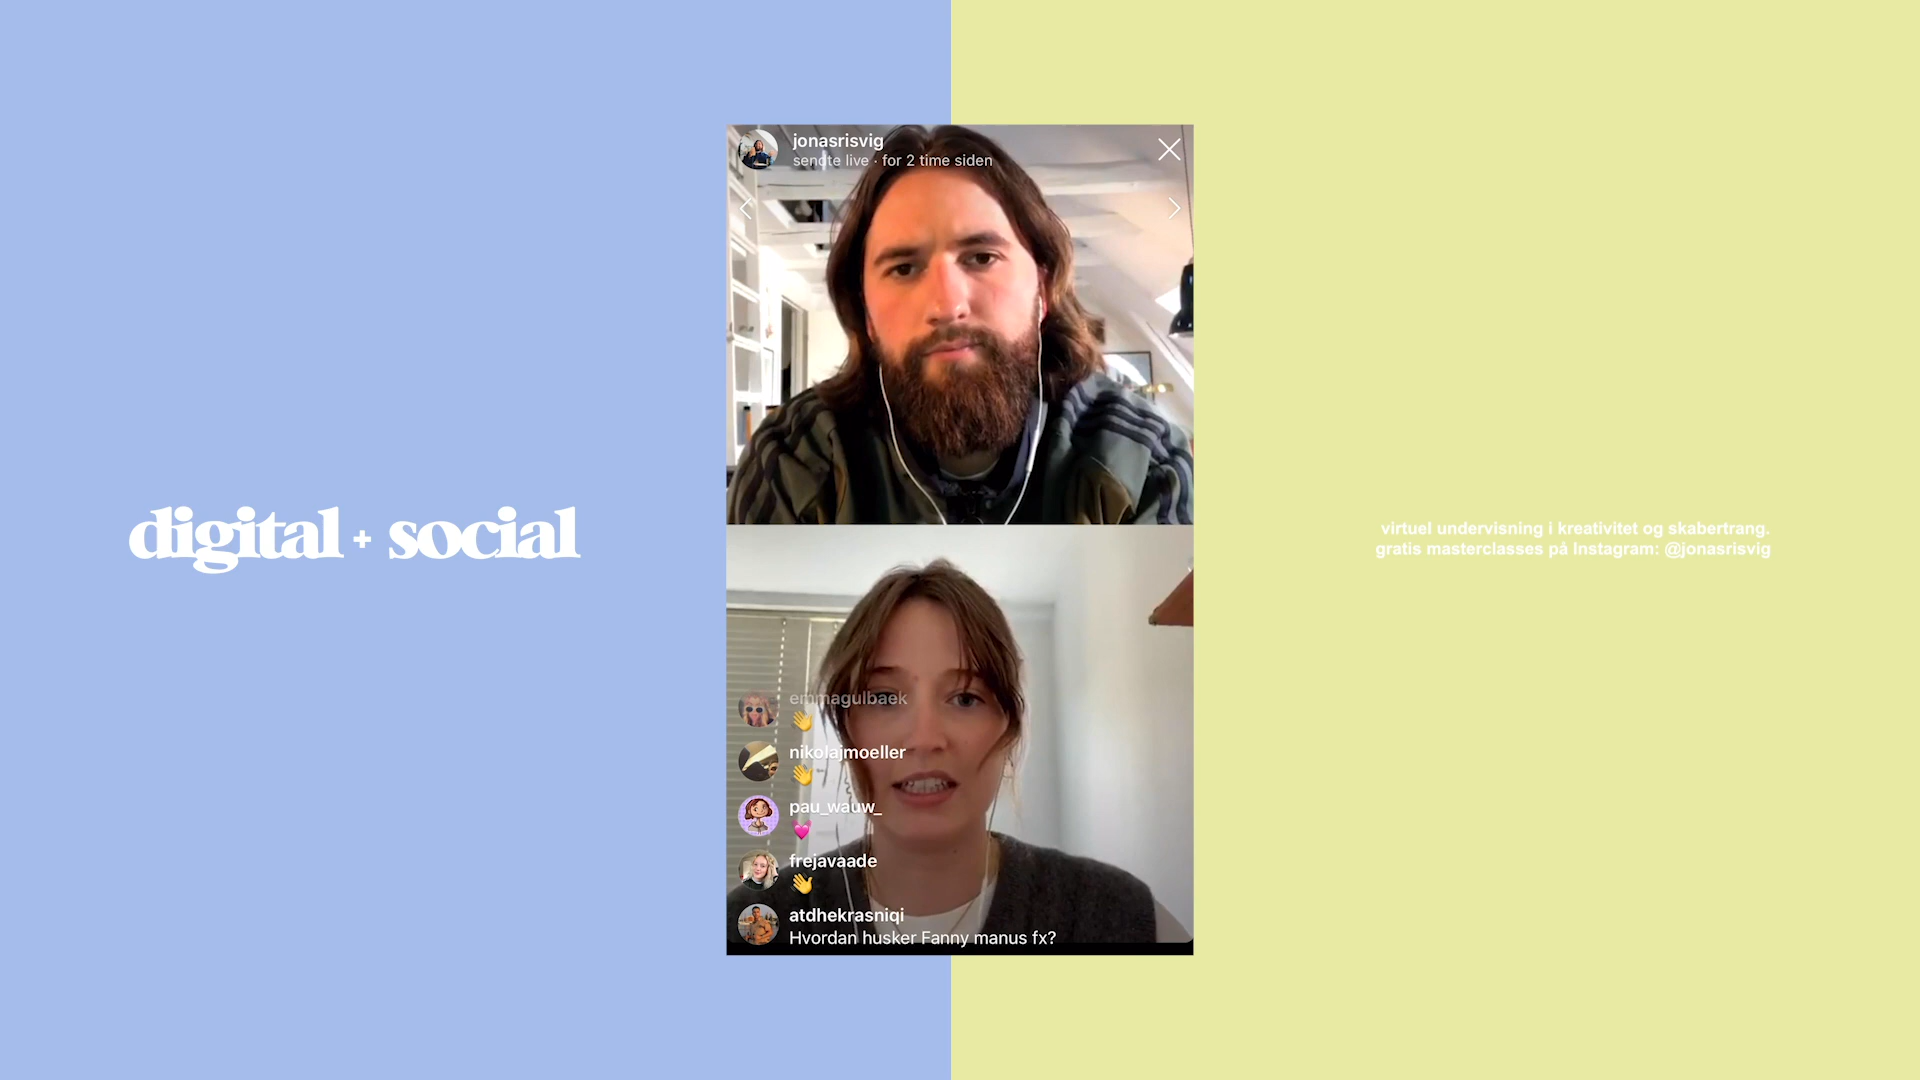 digital + social
jonasrisvig
sendte live · for 2 time siden
emmagulbaek
👋
nikolajmoeller
👋
pau_wauw_
💓
frejavaade
👋
atdhekrasniqi
Hvordan husker Fanny manus fx?
virtuel undervisning i kreativitet og skabertrang.
gratis masterclasses på Instagram: @jonasrisvig